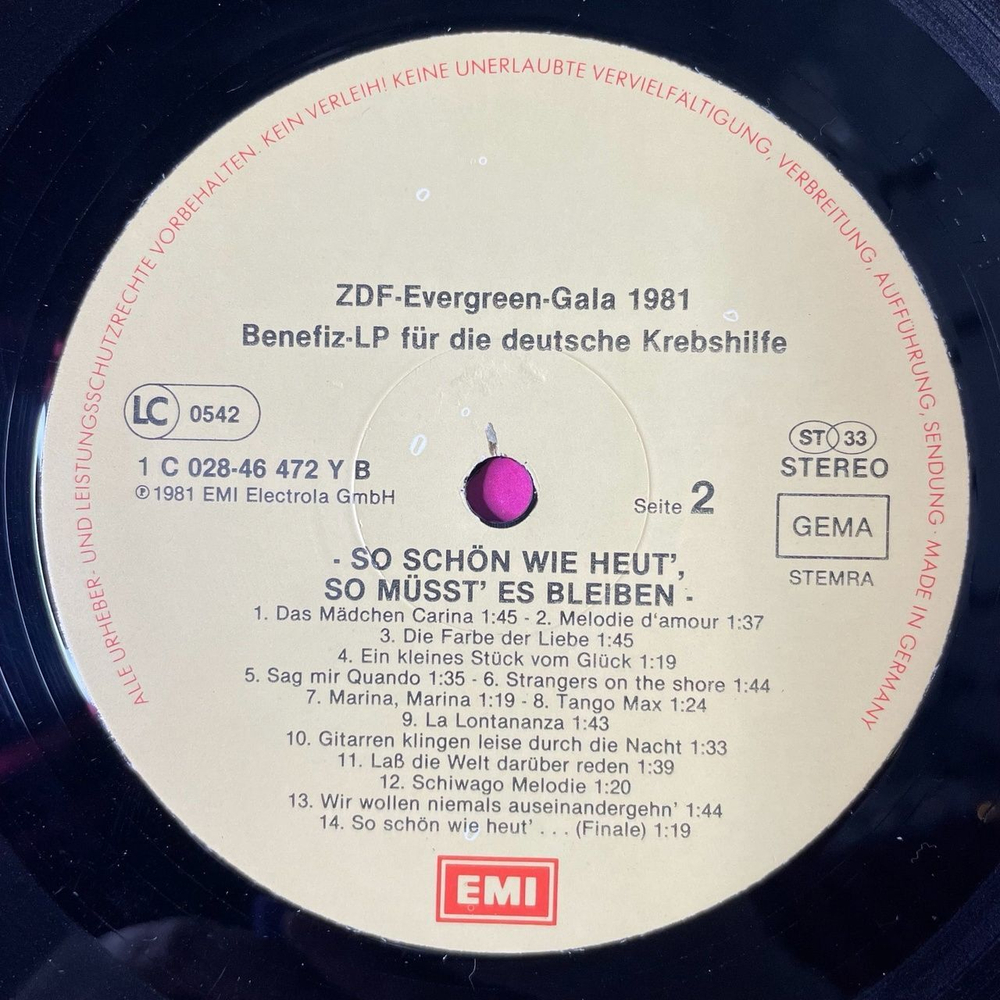 ALLE URHEBER- UND LEISTUNGSSCHUTZRECHTE VORBEHALTEN. KEIN VERLEIH! KEINE UNERLAUBTE VERVIELFÄLTIGUNG, VERBREITUNG, AUFFÜHRUNG, SENDUNG MADE IN GERMANY
ZDF-Evergreen-Gala 1981
Benefiz-LP für die deutsche Krebshilfe
LC 0542
1 C 028-46 472 Y B
℗ 1981 EMI Electrola GmbH
Seite 2
ST 33
STEREO
GEMA
STEMRA
- SO SCHÖN WIE HEUT',
SO MÜSST' ES BLEIBEN -
1. Das Mädchen Carina 1:45 - 2. Melodie d'amour 1:37
3. Die Farbe der Liebe 1:45
4. Ein kleines Stück vom Glück 1:19
5. Sag mir Quando 1:35 - 6. Strangers on the shore 1:44
7. Marina, Marina 1:19 - 8. Tango Max 1:24
9. La Lontananza 1:43
10. Gitarren klingen leise durch die Nacht 1:33
11. Laß die Welt darüber reden 1:39
12. Schiwago Melodie 1:20
13. Wir wollen niemals auseinandergehn' 1:44
14. So schön wie heut' . . . (Finale) 1:19
EMI